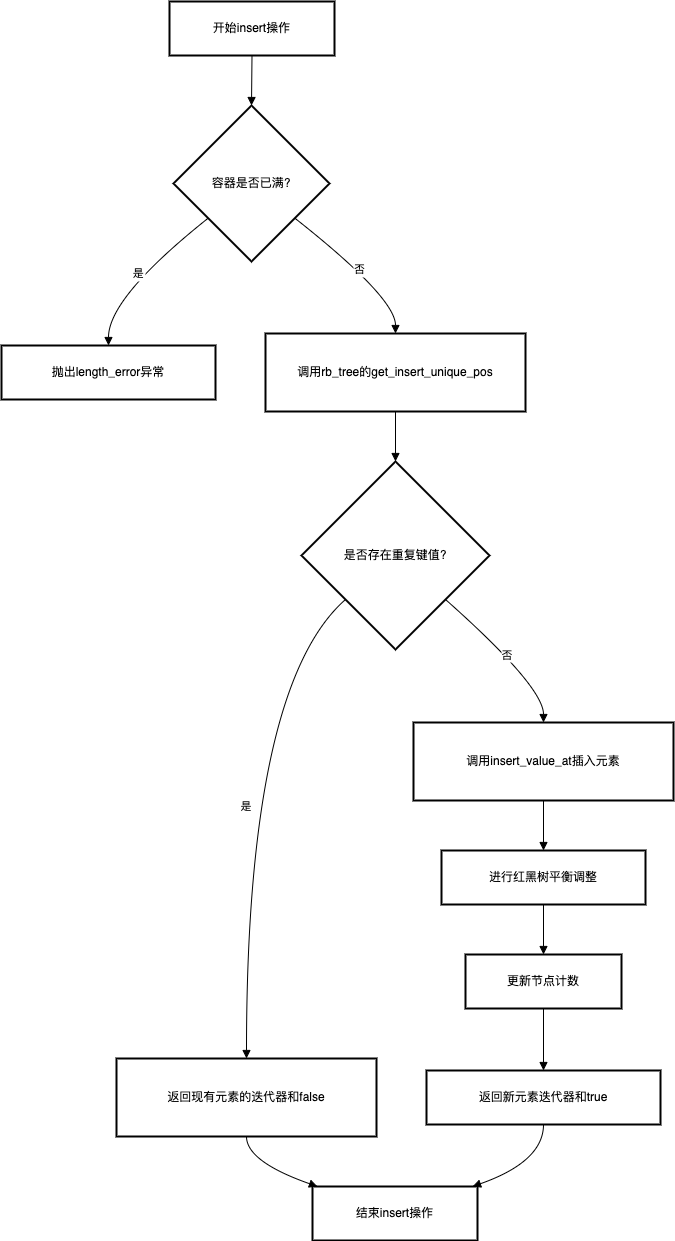 开始insert操作
容器是否已满?
是
否
抛出length_error异常
调用rb_tree的get_insert_unique_pos
是否存在重复键值?
否
调用insert_value_at插入元素
是
进行红黑树平衡调整
更新节点计数
返回现有元素的迭代器和false
返回新元素迭代器和true
结束insert操作